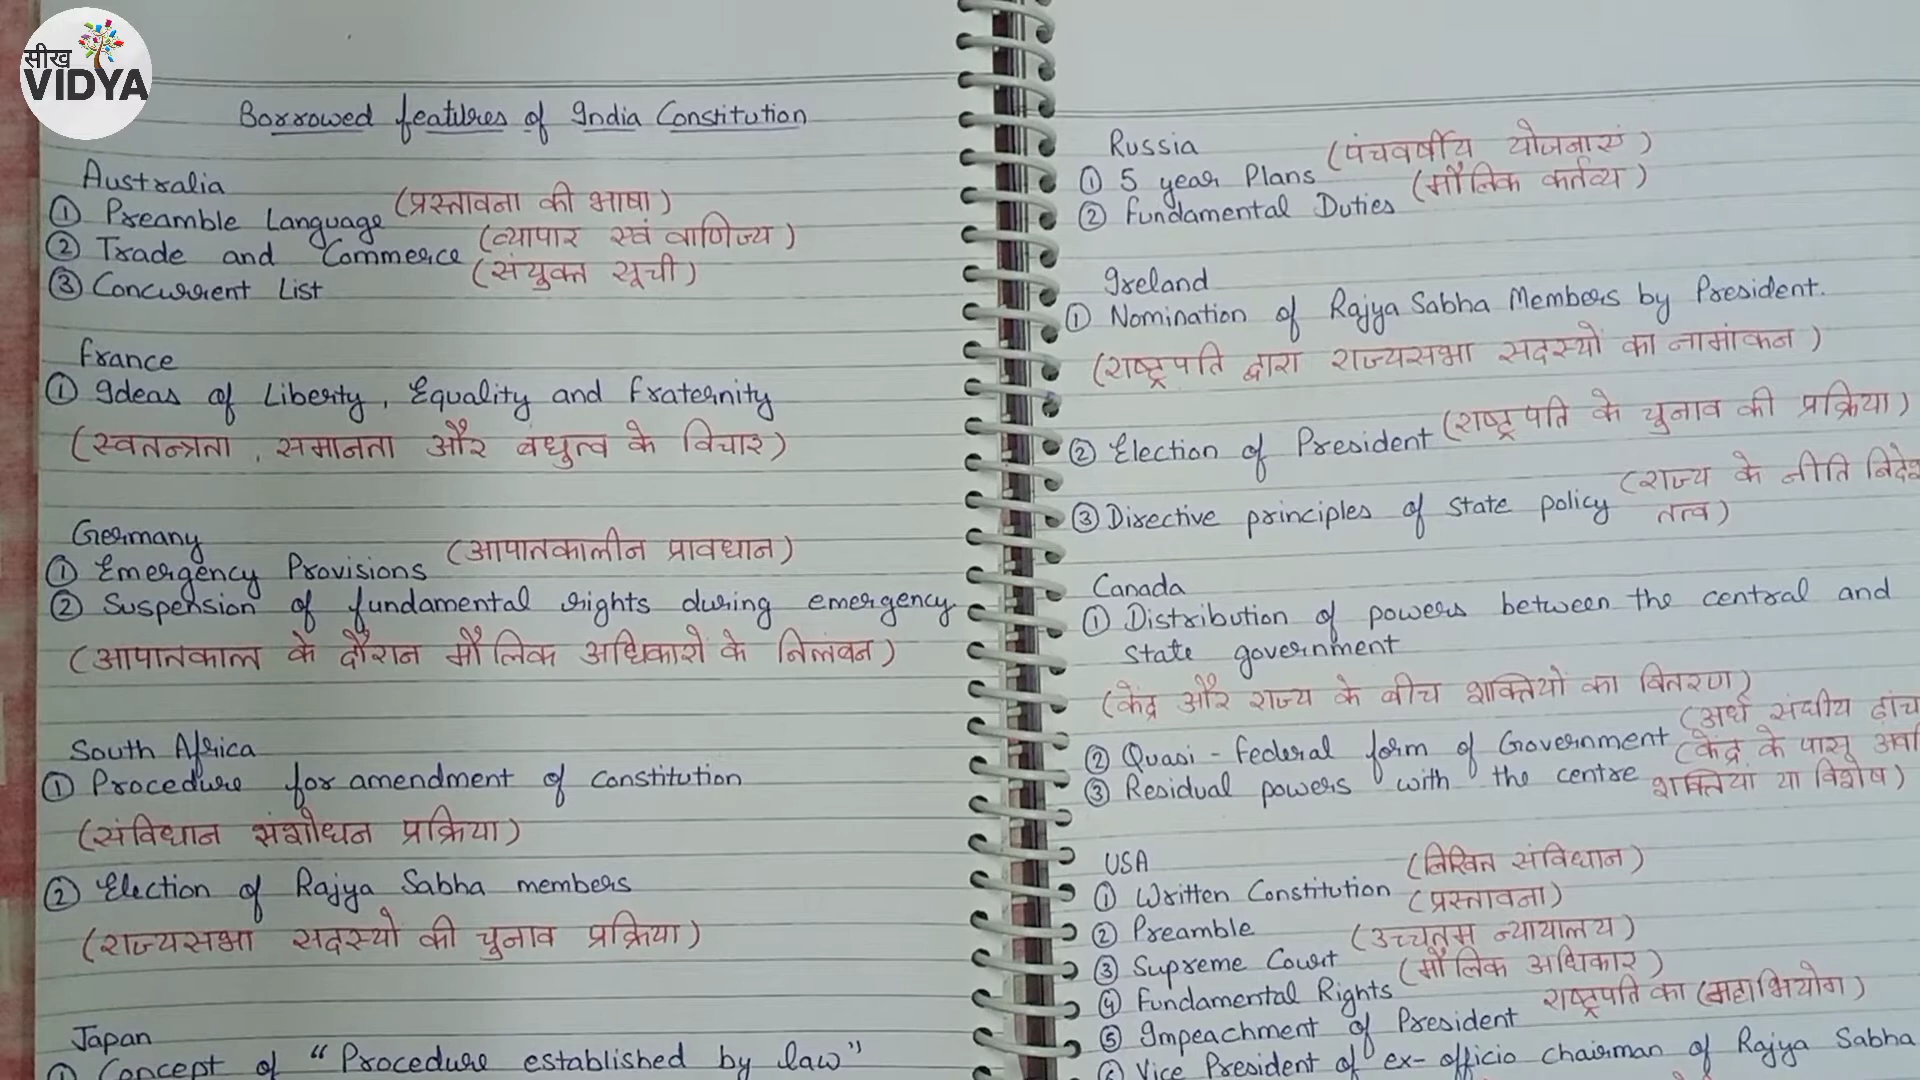 सीख
VIDYA
Borrowed features of India Constitution
Australia
① Preamble Language (प्रस्तावना की भाषा)
② Trade and Commerce (व्यापार एवं वाणिज्य)
③ Concurrent List (संयुक्त सूची)
France
① Ideas of Liberty, Equality and Fraternity
(स्वतन्त्रता, समानता और बंधुत्व के विचार)
Germany
① Emergency Provisions (आपातकालीन प्रावधान)
② Suspension of fundamental rights during emergency
(आपातकाल के दौरान मौलिक अधिकारो के निलंबन)
South Africa
① Procedure for amendment of constitution
(संविधान संशोधन प्रक्रिया)
② Election of Rajya Sabha members
(राज्यसभा सदस्यो की चुनाव प्रक्रिया)
Japan
① Concept of "Procedure established by law"
Russia
① 5 year Plans (पंचवर्षीय योजनाएं)
② Fundamental Duties (मौलिक कर्तव्य)
Ireland
① Nomination of Rajya Sabha Members by President.
(राष्ट्रपति द्वारा राज्यसभा सदस्यो का नामांकन)
② Election of President (राष्ट्रपति के चुनाव की प्रक्रिया)
③ Directive principles of state policy (राज्य के नीति निदेश
तत्व)
Canada
① Distribution of powers between the central and
state government
(केंद्र और राज्य के बीच शक्तियो का वितरण)
② Quasi-Federal form of Government (अर्ध संघीय ढांच
③ Residual powers with the centre (केंद्र के पास
शक्तियां या विशेष)
USA
① Written Constitution (लिखित संविधान)
② Preamble (प्रस्तावना)
③ Supreme Court (उच्चतम न्यायालय)
④ Fundamental Rights (मौलिक अधिकार)
⑤ Impeachment of President राष्ट्रपति का (महाभियोग)
⑥ Vice President of ex-officio chairman of Rajya Sabha